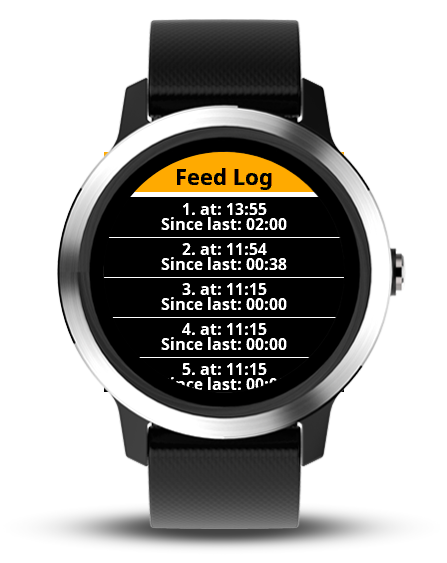 Feed Log
1. at: 13:55
Since last: 02:00
2. at: 11:54
Since last: 00:38
3. at: 11:15
Since last: 00:00
4. at: 11:15
Since last: 00:00
5. at: 11:15
Since last: